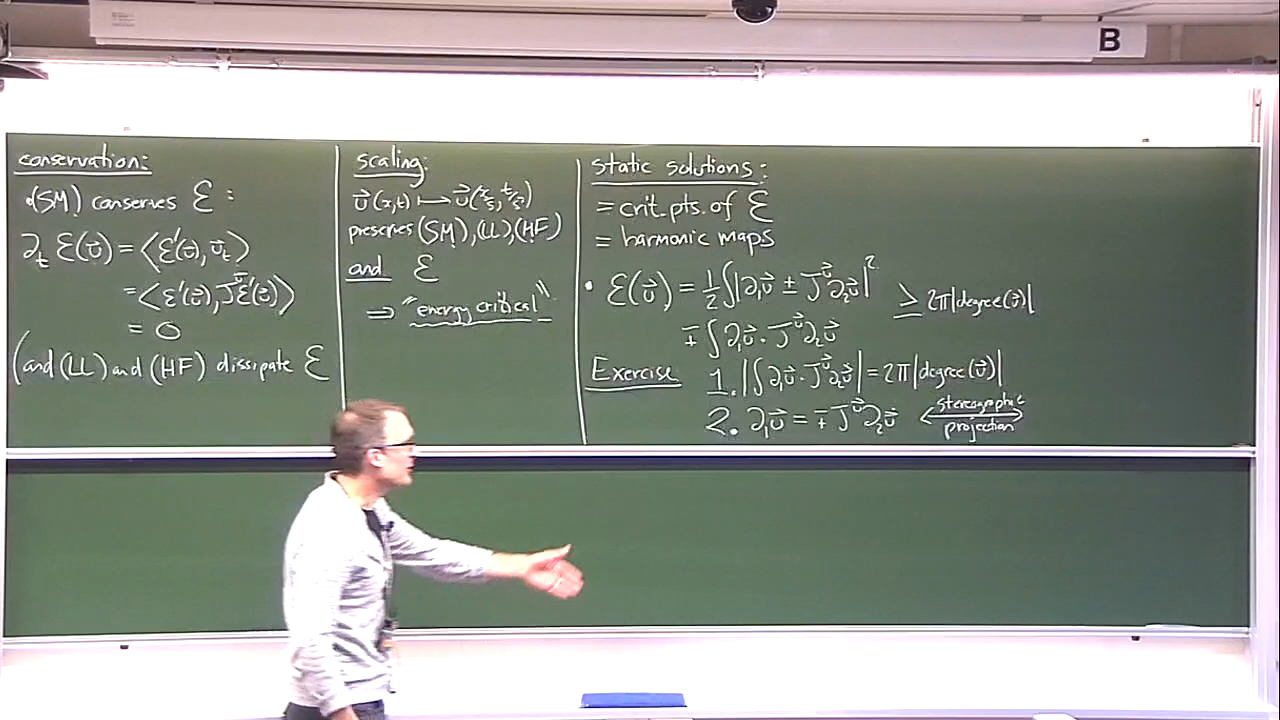 B
conservation:
•(SM) conserves ℰ :
∂_t ℰ(u⃗) = ⟨ℰ'(u⃗), u⃗_t⟩
= ⟨ℰ'(u⃗), J^u⃗ ℰ'(u⃗)⟩
= 0
(and (LL) and (HF) dissipate ℰ
scaling:
u⃗(x,t) ↦ u⃗(x/s, t/s²)
preserves (SM), (LL), (HF)
and ℰ
⇒ "energy critical"
static solutions:
= crit. pts. of ℰ
= harmonic maps
• ℰ(u⃗) = ½∫|∂₁u⃗ ± J^u⃗ ∂₂u⃗|² ≥ 2π|degree(u⃗)|
∓ ∫ ∂₁u⃗ · J^u⃗ ∂₂u⃗
Exercise 1. |∫ ∂₁u⃗ · J^u⃗ ∂₂u⃗| = 2π|degree(u⃗)|
2. ∂₁u⃗ = ∓ J^u⃗ ∂₂u⃗ ⟷ stereographic
projection